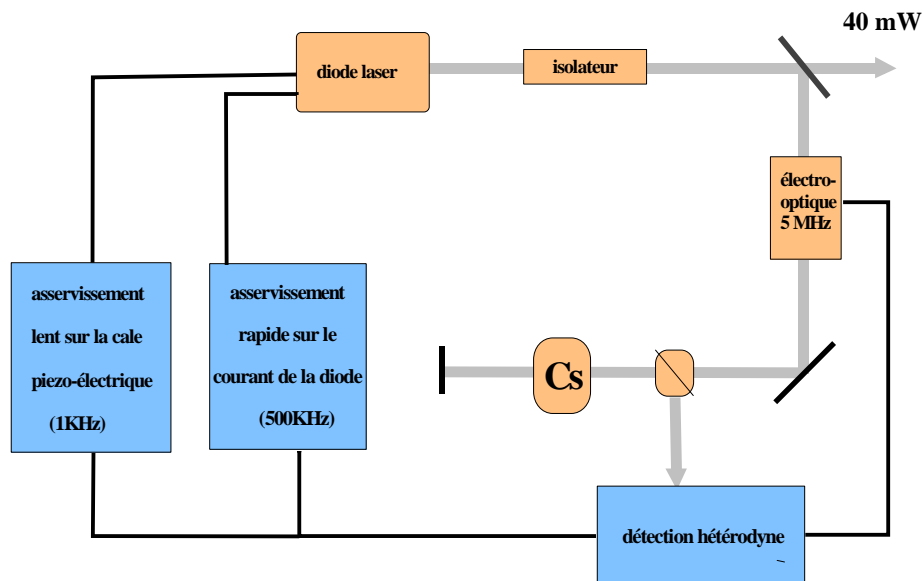 40 mW
diode laser
isolateur
électro-
optique
5 MHz
asservissement
lent sur la cale
piezo-électrique
(1KHz)
asservissement
rapide sur le
courant de la diode
(500KHz)
Cs
détection hétérodyne